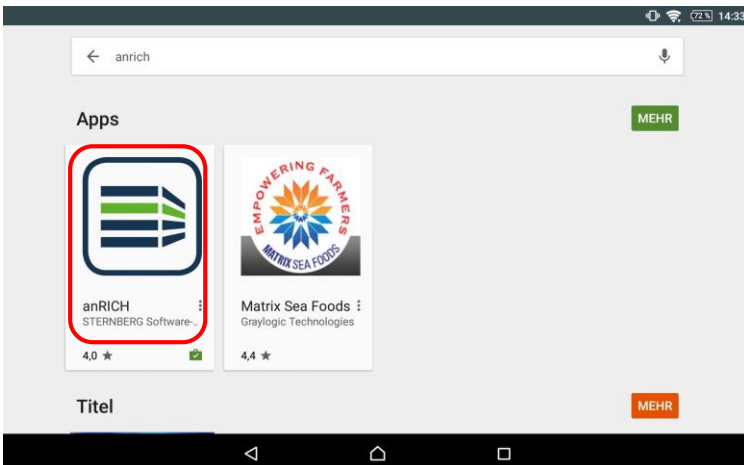 72% 14:33
anrich
Apps
MEHR
EMPOWERING FARMERS
MATRIX SEA FOODS
anRICH
STERNBERG Software-..
4,0
Matrix Sea Foods
Graylogic Technologies
4,4
Titel
MEHR